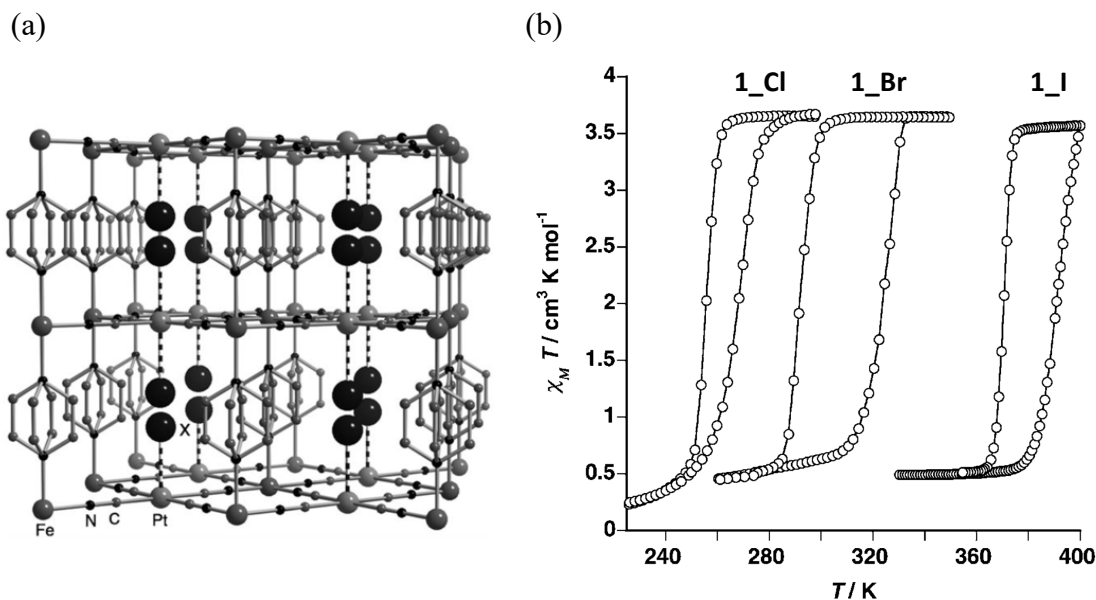 (a)
(b)
X
Fe N C Pt
1_Cl 1_Br 1_I
4
3.5
3
2.5
2
1.5
1
0.5
0
χM T / cm³ K mol⁻¹
240 280 320 360 400
T / K